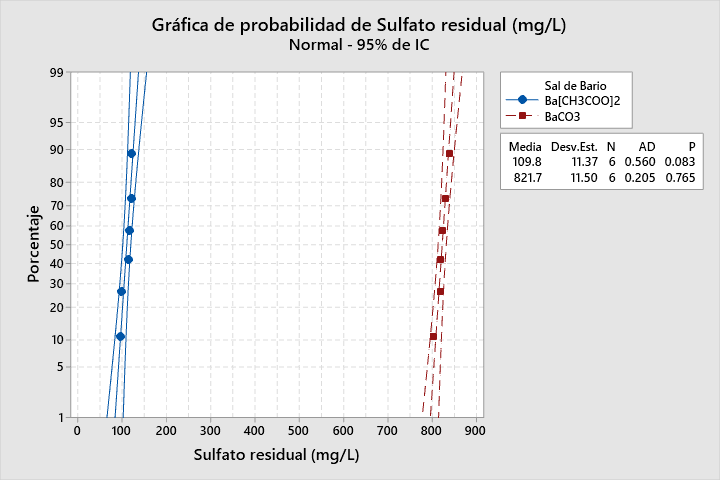 Gráfica de probabilidad de Sulfato residual (mg/L)
Normal - 95% de IC
99
95
90
80
70
60
50
40
30
20
10
5
1
Porcentaje
0 100 200 300 400 500 600 700 800 900
Sulfato residual (mg/L)
Sal de Bario
Ba[CH3COO]2
BaCO3
Media Desv.Est. N AD P
109.8 11.37 6 0.560 0.083
821.7 11.50 6 0.205 0.765